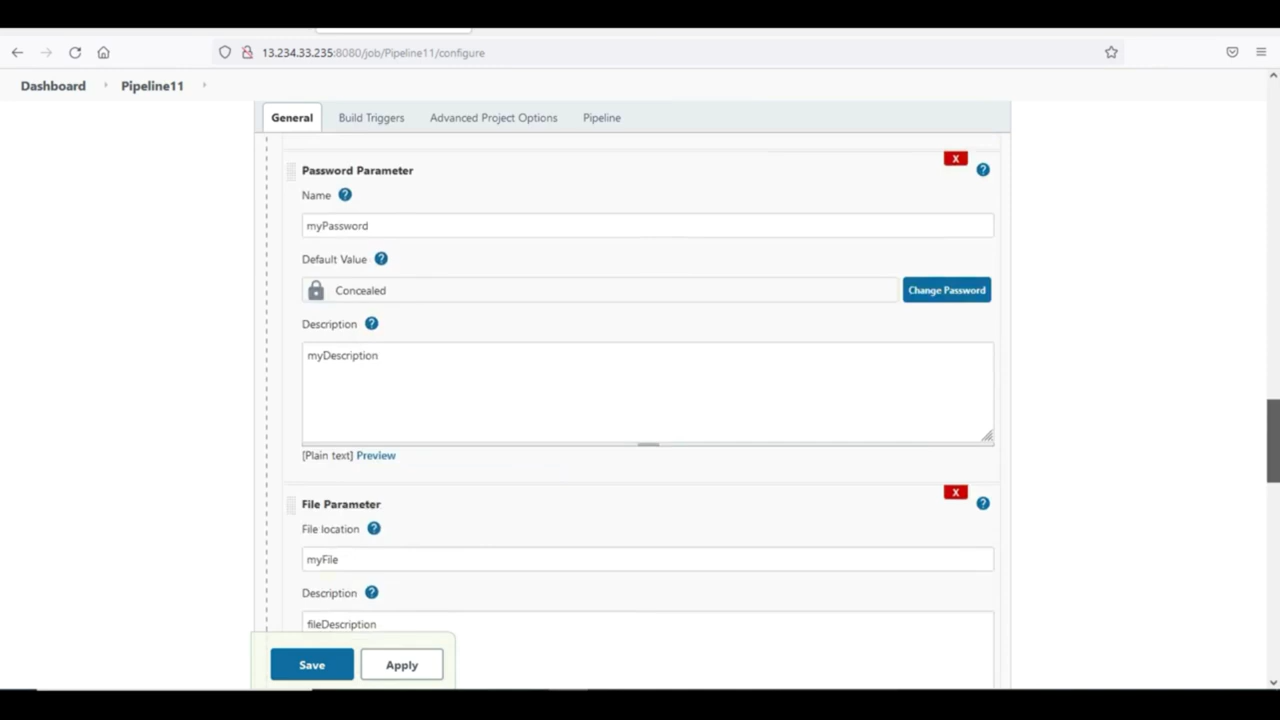 13.234.33.235:8080/job/Pipeline11/configure
Dashboard Pipeline11
General Build Triggers Advanced Project Options Pipeline
X
Password Parameter ?
Name ?
myPassword
Default Value ?
Concealed Change Password
Description ?
myDescription
[Plain text] Preview
X
File Parameter ?
File location ?
myFile
Description ?
fileDescription
Save Apply